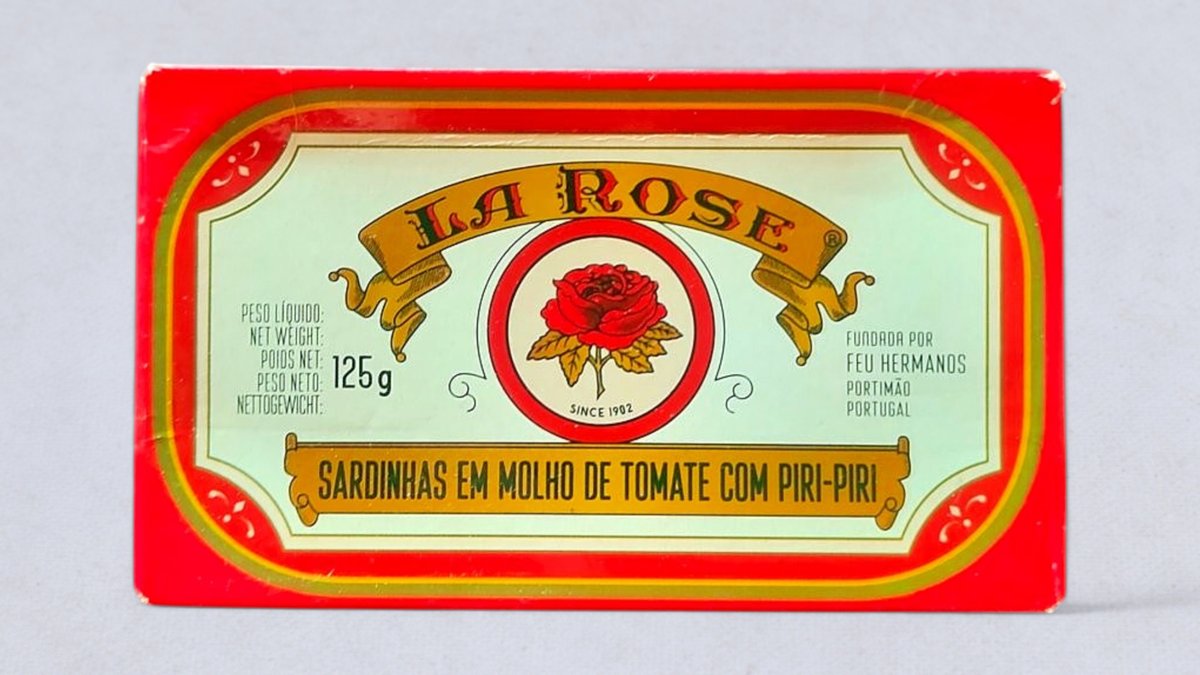 LA ROSE ®
PESO LÍQUIDO:
NET WEIGHT:
POIDS NET:
PESO NETO:
NETTOGEWICHT:
125g
SINCE 1902
FUNDADA POR
FEU HERMANOS
PORTIMÃO
PORTUGAL
SARDINHAS EM MOLHO DE TOMATE COM PIRI-PIRI